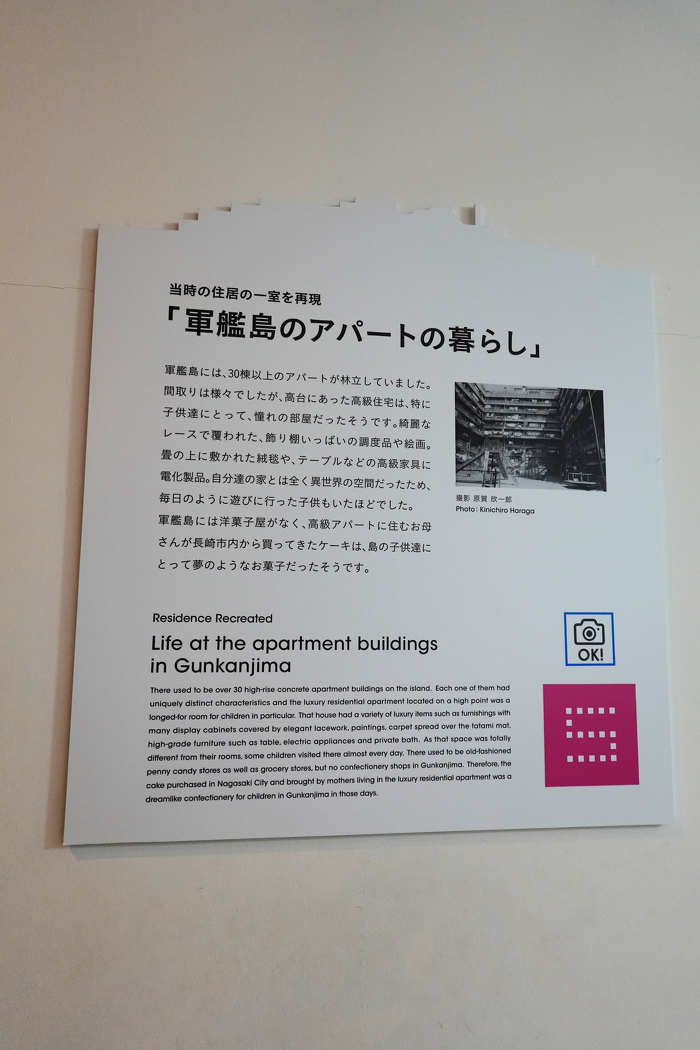 当時の住居の一室を再現
「軍艦島のアパートの暮らし」
軍艦島には、30棟以上のアパートが林立していました。
間取りは様々でしたが、高台にあった高級住宅は、特に
子供達にとって、憧れの部屋だったそうです。綺麗な
レースで覆われた、飾り棚いっぱいの調度品や絵画。
畳の上に敷かれた絨毯や、テーブルなどの高級家具に
電化製品。自分達の家とは全く異世界の空間だったため、
毎日のように遊びに行った子供もいたほどでした。
軍艦島には洋菓子屋がなく、高級アパートに住むお母
さんが長崎市内から買ってきたケーキは、島の子供達に
とって夢のようなお菓子だったそうです。
撮影 原賀 欣一郎
Photo: Kinichiro Haraga
Residence Recreated
Life at the apartment buildings
in Gunkanjima
There used to be over 30 high-rise concrete apartment buildings on the island. Each one of them had
uniquely distinct characteristics and the luxury residential apartment located on a high point was a
longed-for room for children in particular. That house had a variety of luxury items such as furnishings with
many display cabinets covered by elegant lacework, paintings, carpet spread over the tatami mat,
high-grade furniture such as table, electric appliances and private bath. As that space was totally
different from their rooms, some children visited there almost every day. There used to be old-fashioned
penny candy stores as well as grocery stores, but no confectionery shops in Gunkanjima. Therefore, the
cake purchased in Nagasaki City and brought by mothers living in the luxury residential apartment was a
dreamlike confectionery for children in Gunkanjima in those days.
OK!
5